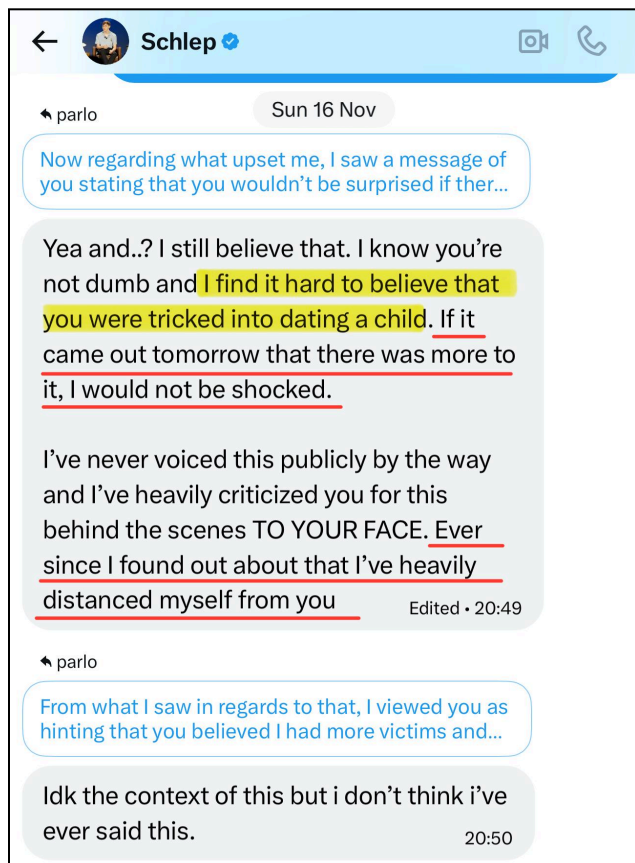 Schlep
parlo
Sun 16 Nov
Now regarding what upset me, I saw a message of
you stating that you wouldn’t be surprised if ther...
Yea and..? I still believe that. I know you’re
not dumb and I find it hard to believe that
you were tricked into dating a child. If it
came out tomorrow that there was more to
it, I would not be shocked.
I’ve never voiced this publicly by the way
and I’ve heavily criticized you for this
behind the scenes TO YOUR FACE. Ever
since I found out about that I’ve heavily
distanced myself from you
Edited • 20:49
parlo
From what I saw in regards to that, I viewed you as
hinting that you believed I had more victims and...
Idk the context of this but i don’t think i’ve
ever said this.
20:50